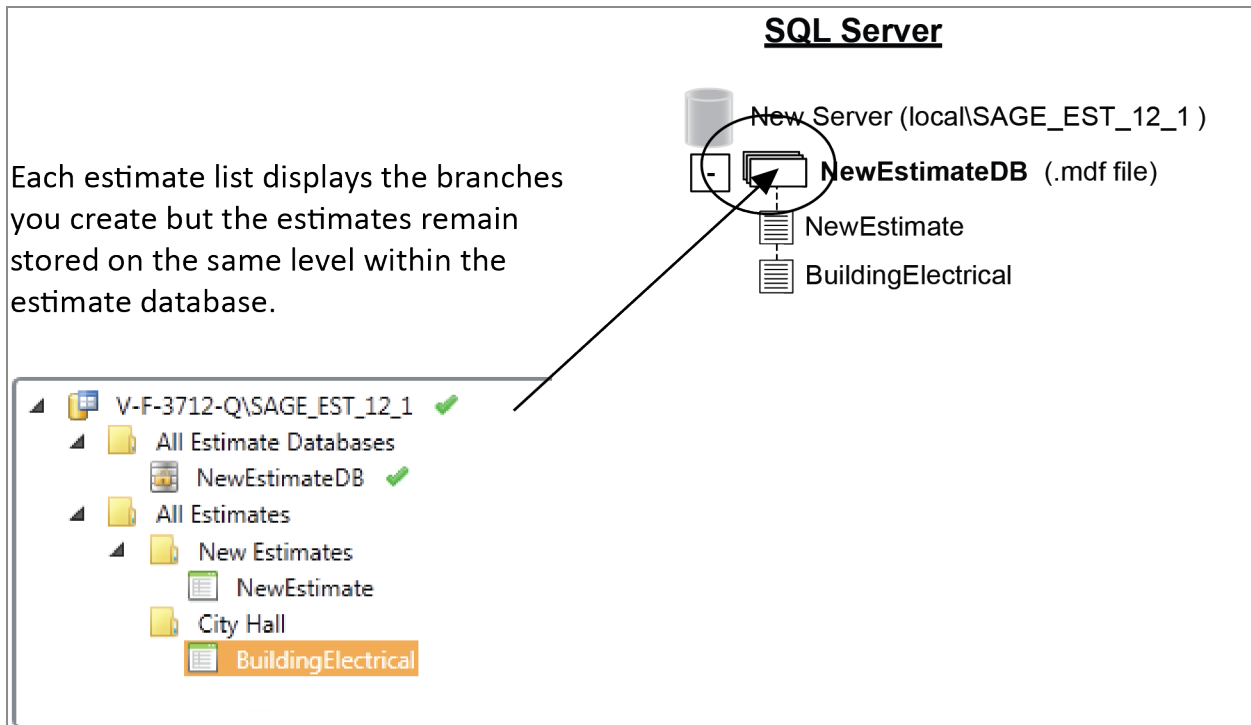 SQL Server
New Server (local\SAGE_EST_12_1 )
- NewEstimateDB (.mdf file)
NewEstimate
BuildingElectrical
Each estimate list displays the branches
you create but the estimates remain
stored on the same level within the
estimate database.
V-F-3712-Q\SAGE_EST_12_1
All Estimate Databases
NewEstimateDB
All Estimates
New Estimates
NewEstimate
City Hall
BuildingElectrical